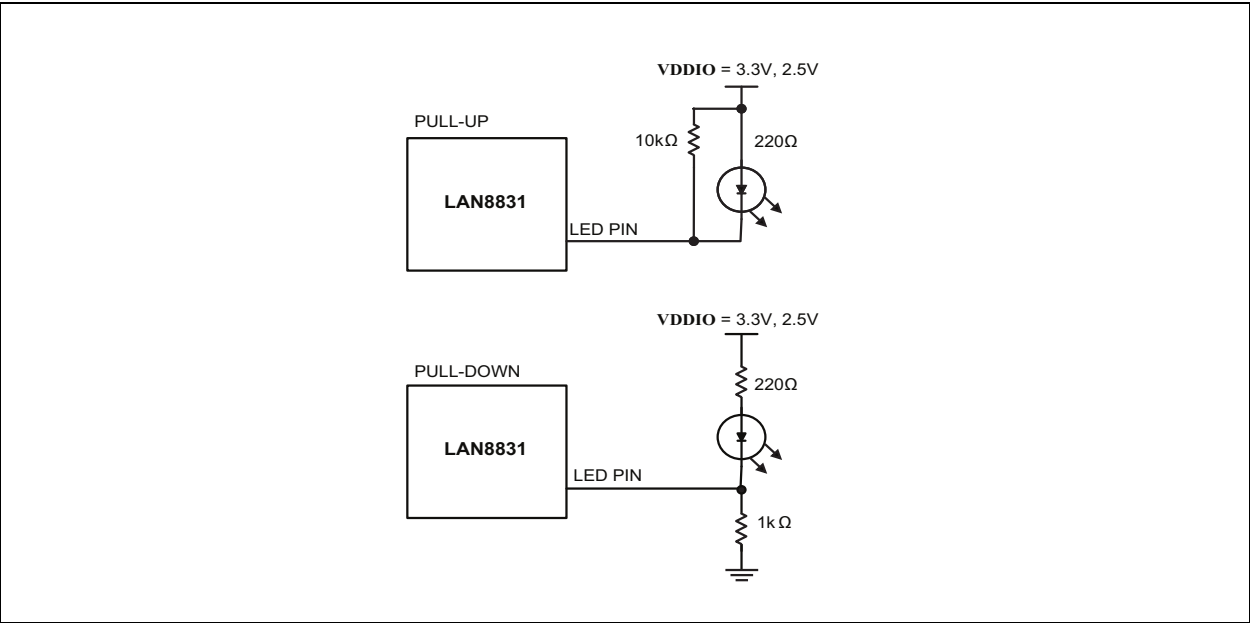 VDDIO = 3.3V, 2.5V
PULL-UP
10kΩ
220Ω
LAN8831
LED PIN
VDDIO = 3.3V, 2.5V
PULL-DOWN
220Ω
LAN8831
LED PIN
1k Ω